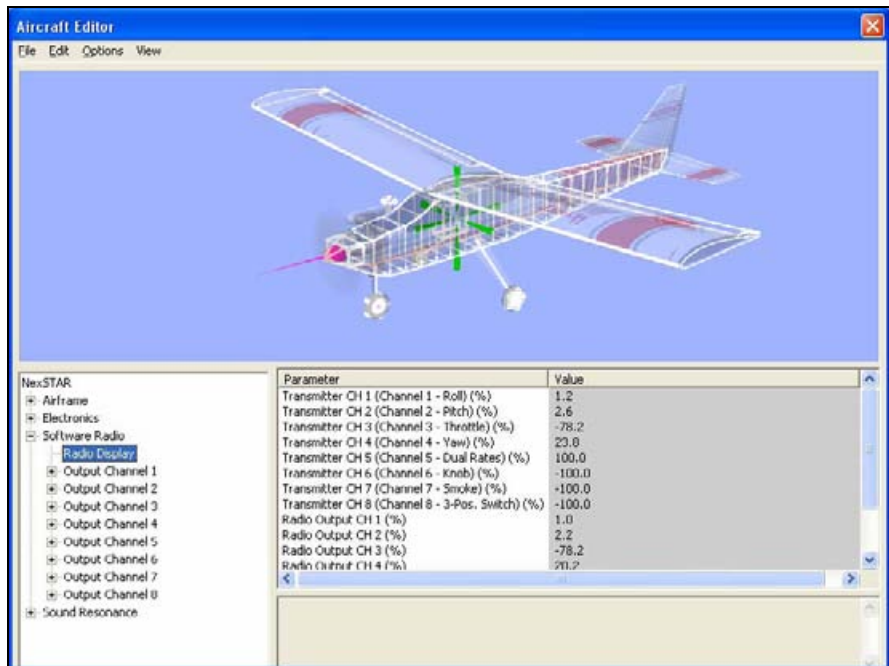 Aircraft Editor
File Edit Options View
NexSTAR
Airframe
Electronics
Software Radio
Radio Display
Output Channel 1
Output Channel 2
Output Channel 3
Output Channel 4
Output Channel 5
Output Channel 6
Output Channel 7
Output Channel 8
Sound Resonance
Parameter Value
Transmitter CH 1 (Channel 1 - Roll) (%) 1.2
Transmitter CH 2 (Channel 2 - Pitch) (%) 2.6
Transmitter CH 3 (Channel 3 - Throttle) (%) -78.2
Transmitter CH 4 (Channel 4 - Yaw) (%) 23.8
Transmitter CH 5 (Channel 5 - Dual Rates) (%) 100.0
Transmitter CH 6 (Channel 6 - Knob) (%) -100.0
Transmitter CH 7 (Channel 7 - Smoke) (%) -100.0
Transmitter CH 8 (Channel 8 - 3-Pos. Switch) (%) -100.0
Radio Output CH 1 (%) 1.0
Radio Output CH 2 (%) 2.2
Radio Output CH 3 (%) -78.2
Radio Output CH 4 (%) 20.2